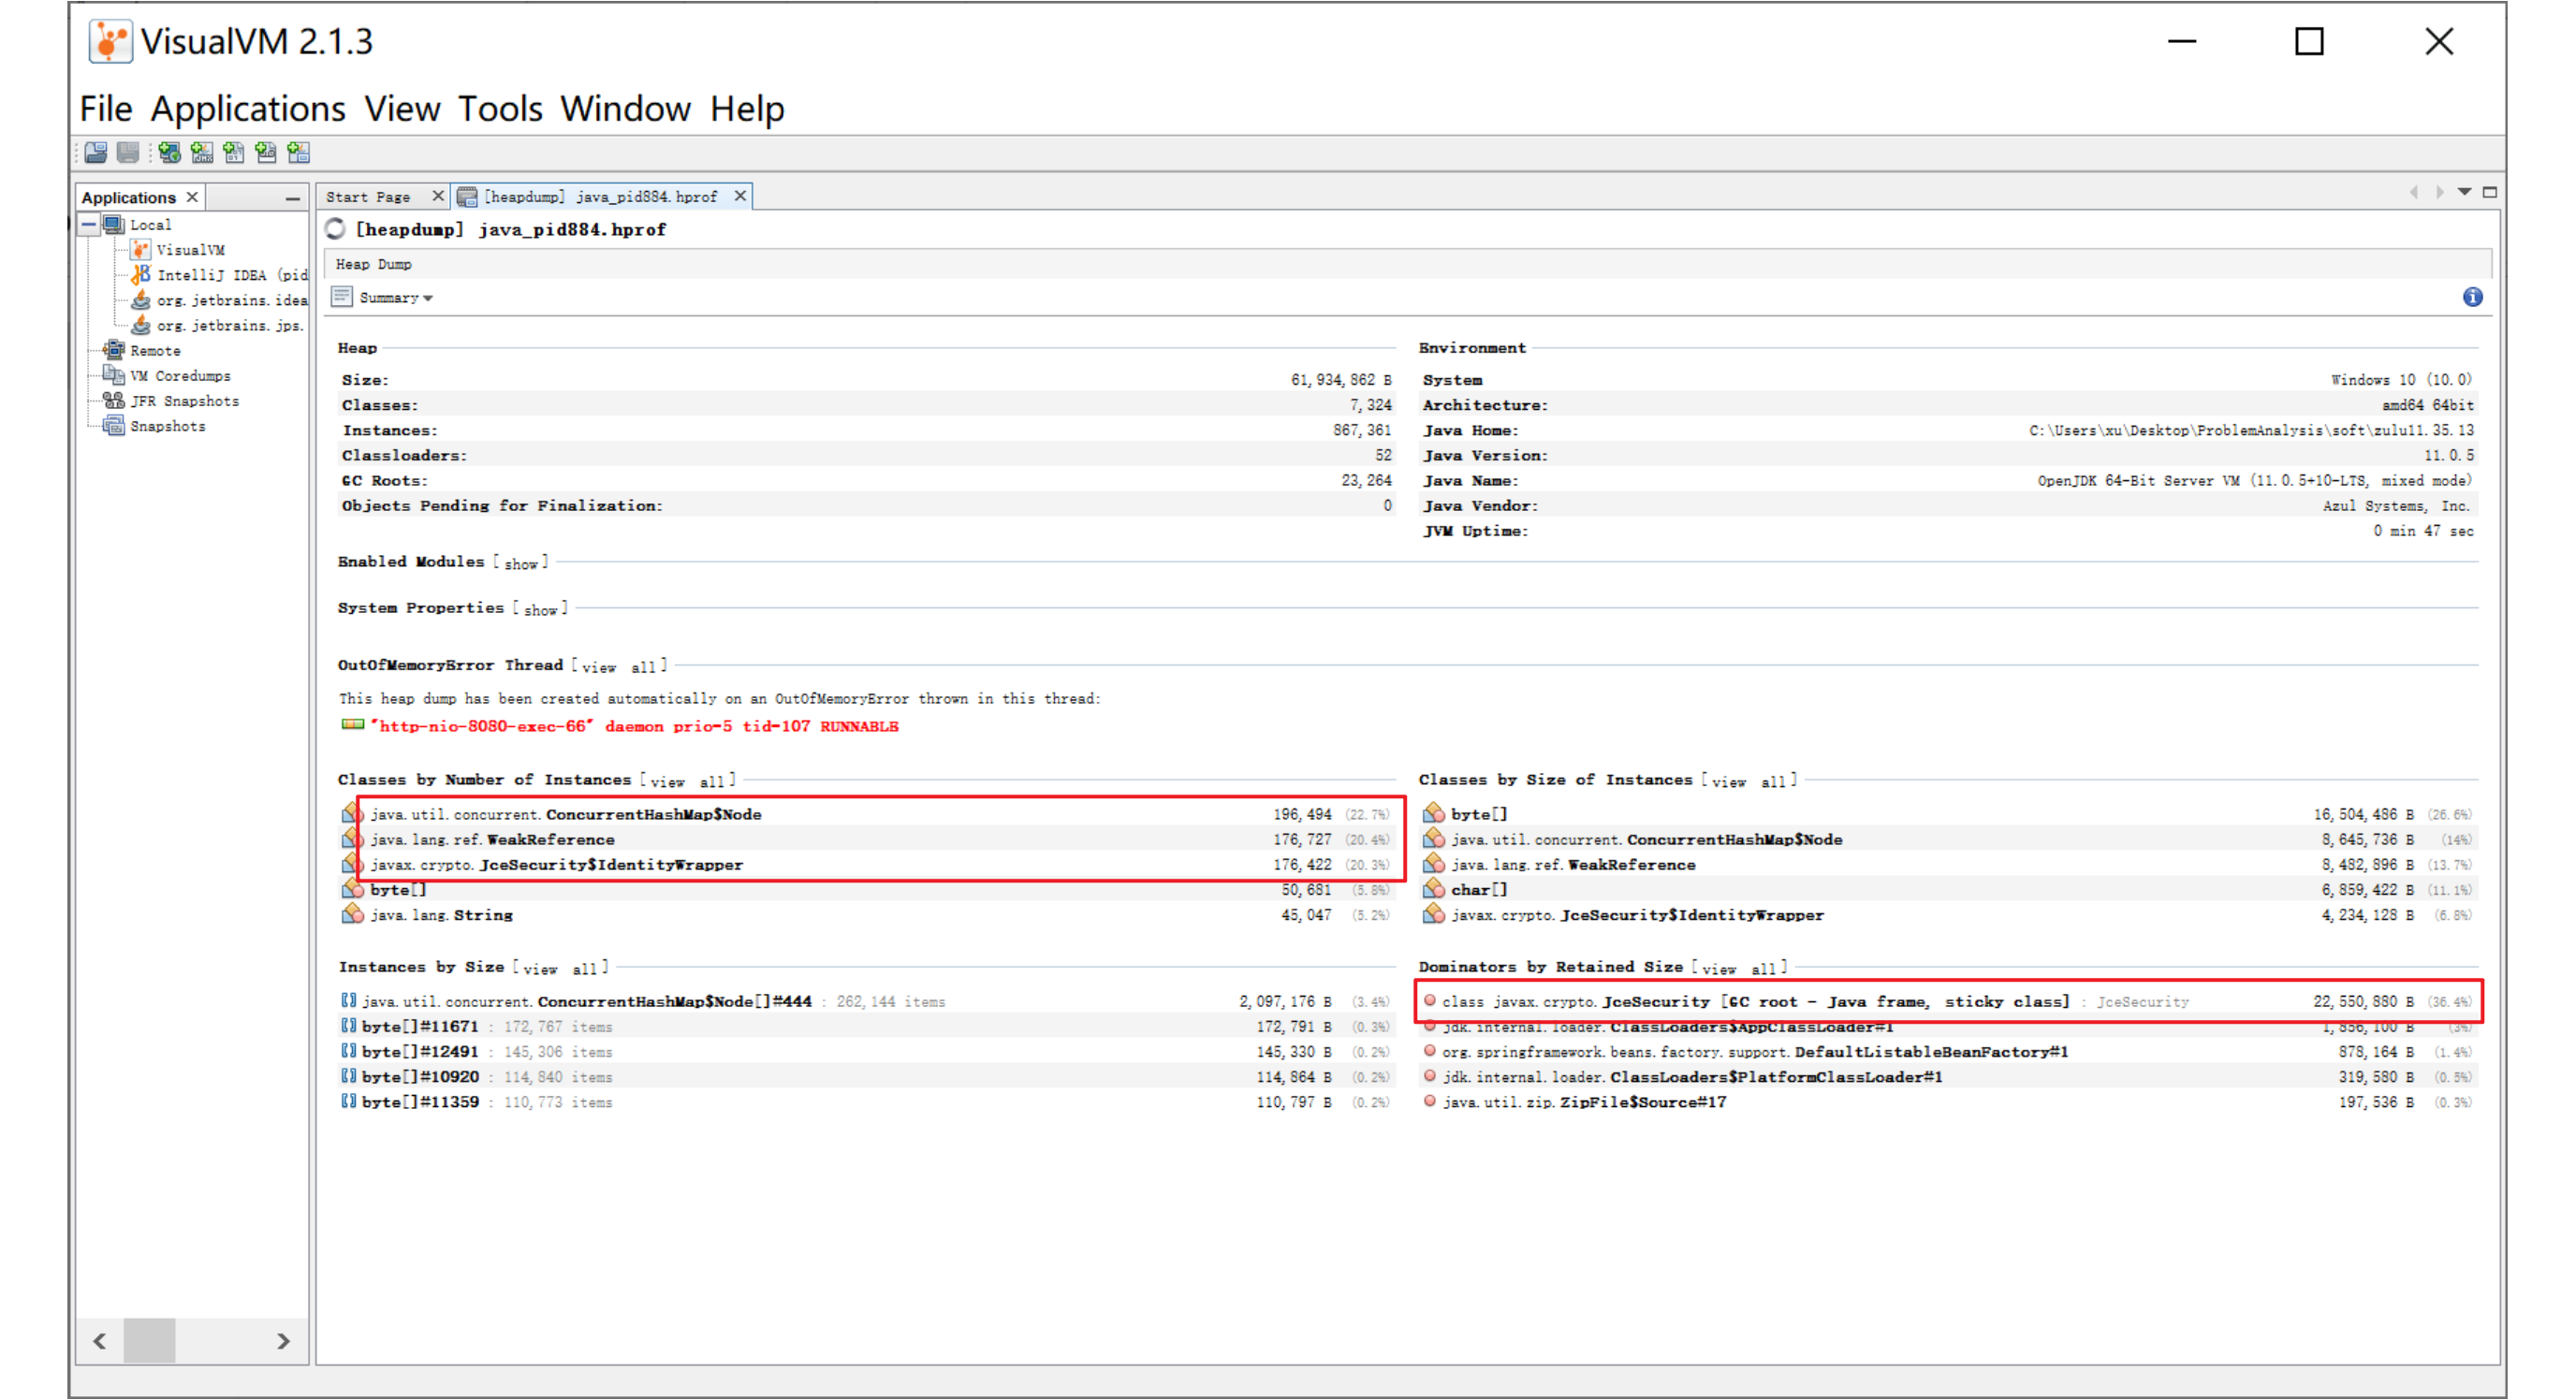 VisualVM 2.1.3
File Applications View Tools Window Help
Applications
Start Page
[heapdump] java_pid884.hprof
Local
VisualVM
IntelliJ IDEA (pid
org.jetbrains.idea
org.jetbrains.jps.
Remote
VM Coredumps
JFR Snapshots
Snapshots
[heapdump] java_pid884.hprof
Heap Dump
Summary
Heap
Size: 61,934,862 B
Classes: 7,324
Instances: 867,361
Classloaders: 52
GC Roots: 23,264
Objects Pending for Finalization: 0
Environment
System Windows 10 (10.0)
Architecture: amd64 64bit
Java Home: C:\Users\xu\Desktop\ProblemAnalysis\soft\zulu11.35.13
Java Version: 11.0.5
Java Name: OpenJDK 64-Bit Server VM (11.0.5+10-LTS, mixed mode)
Java Vendor: Azul Systems, Inc.
JVM Uptime: 0 min 47 sec
Enabled Modules [show]
System Properties [show]
OutOfMemoryError Thread [view all]
This heap dump has been created automatically on an OutOfMemoryError thrown in this thread:
"http-nio-8080-exec-66" daemon prio=5 tid=107 RUNNABLE
Classes by Number of Instances [view all]
java.util.concurrent.ConcurrentHashMap$Node 196,494 (22.7%)
java.lang.ref.WeakReference 176,727 (20.4%)
javax.crypto.JceSecurity$IdentityWrapper 176,422 (20.3%)
byte[] 50,681 (5.8%)
java.lang.String 45,047 (5.2%)
Classes by Size of Instances [view all]
byte[] 16,504,486 B (26.6%)
java.util.concurrent.ConcurrentHashMap$Node 8,645,736 B (14%)
java.lang.ref.WeakReference 8,482,896 B (13.7%)
char[] 6,859,422 B (11.1%)
javax.crypto.JceSecurity$IdentityWrapper 4,234,128 B (6.8%)
Instances by Size [view all]
java.util.concurrent.ConcurrentHashMap$Node[]#444 : 262,144 items 2,097,176 B (3.4%)
byte[]#11671 : 172,767 items 172,791 B (0.3%)
byte[]#12491 : 145,306 items 145,330 B (0.2%)
byte[]#10920 : 114,840 items 114,864 B (0.2%)
byte[]#11359 : 110,773 items 110,797 B (0.2%)
Dominators by Retained Size [view all]
class javax.crypto.JceSecurity [GC root - Java frame, sticky class] : JceSecurity 22,550,880 B (36.4%)
jdk.internal.loader.ClassLoaders$AppClassLoader#1 1,856,100 B (3%)
org.springframework.beans.factory.support.DefaultListableBeanFactory#1 878,164 B (1.4%)
jdk.internal.loader.ClassLoaders$PlatformClassLoader#1 319,580 B (0.5%)
java.util.zip.ZipFile$Source#17 197,536 B (0.3%)